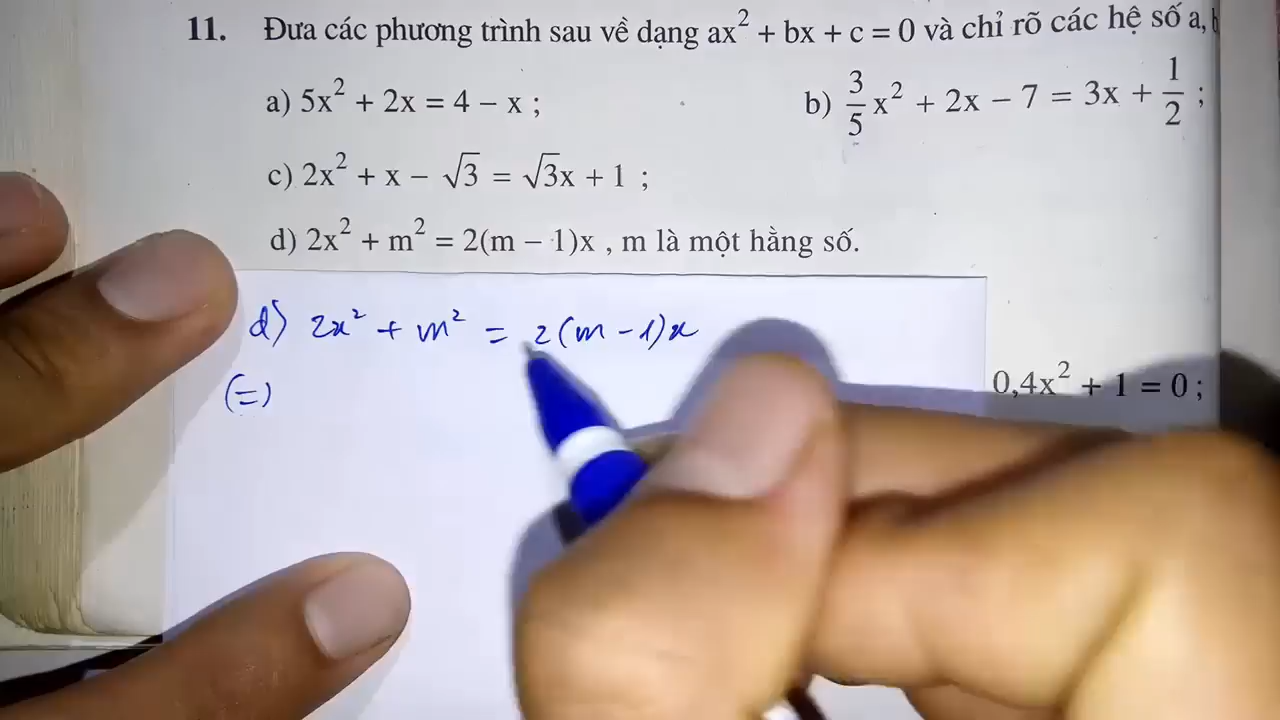 11. Đưa các phương trình sau về dạng ax² + bx + c = 0 và chỉ rõ các hệ số a,
a) 5x² + 2x = 4 − x ;
b) 3/5 x² + 2x − 7 = 3x + 1/2 ;
c) 2x² + x − √3 = √3x + 1 ;
d) 2x² + m² = 2(m − 1)x , m là một hằng số.
d) 2x² + m² = 2(m − 1)x
(=)
0,4x² + 1 = 0 ;